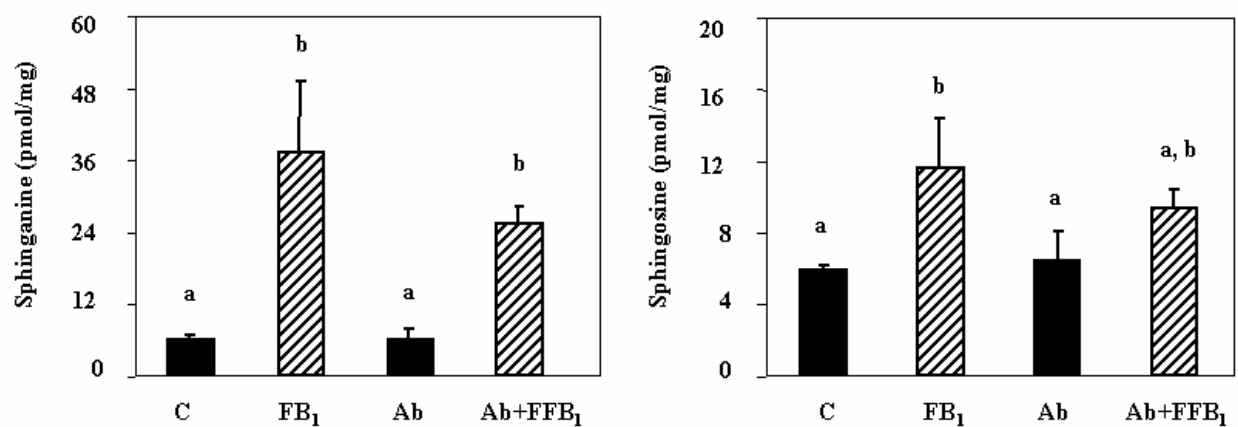 Sphinganine (pmol/mg)
60
48
36
24
12
0
a
b
a
b
C
FB₁
Ab
Ab+FFB₁
Sphingosine (pmol/mg)
20
16
12
8
4
0
a
b
a
a, b
C
FB₁
Ab
Ab+FFB₁